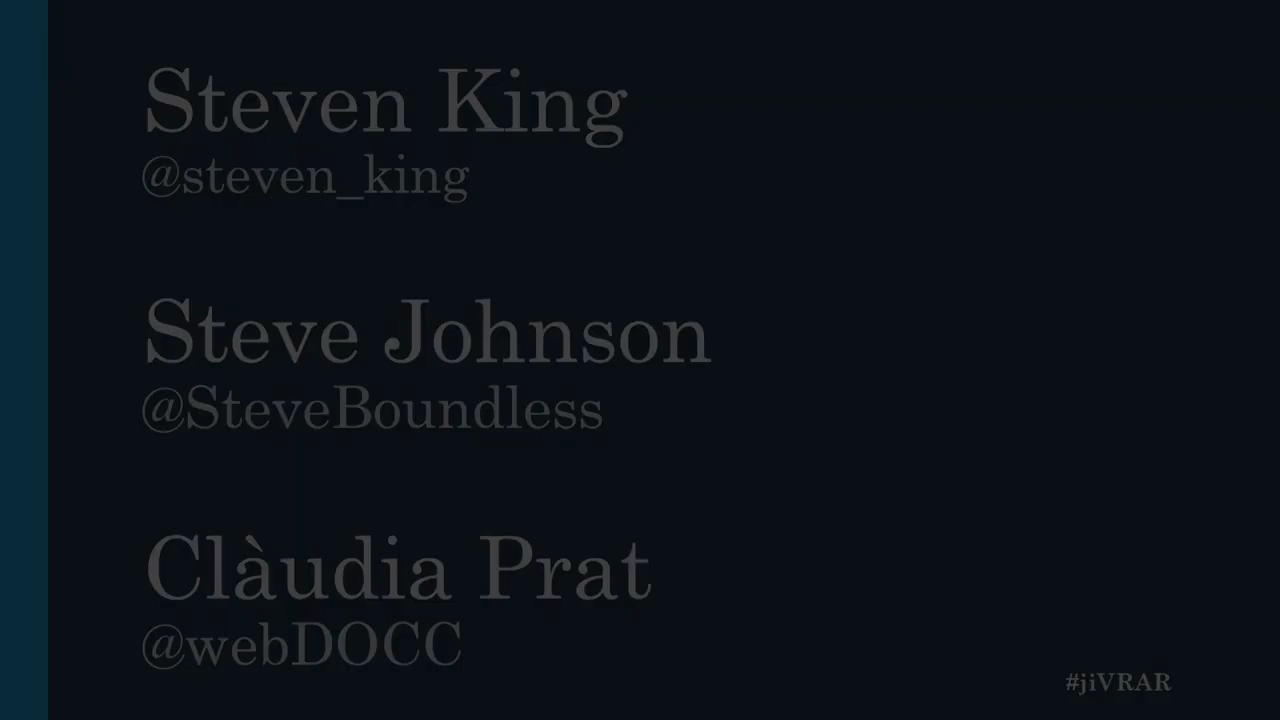 Steven King
@steven_king
Steve Johnson
@SteveBoundless
Clàudia Prat
@webDOCC
#jiVRAR